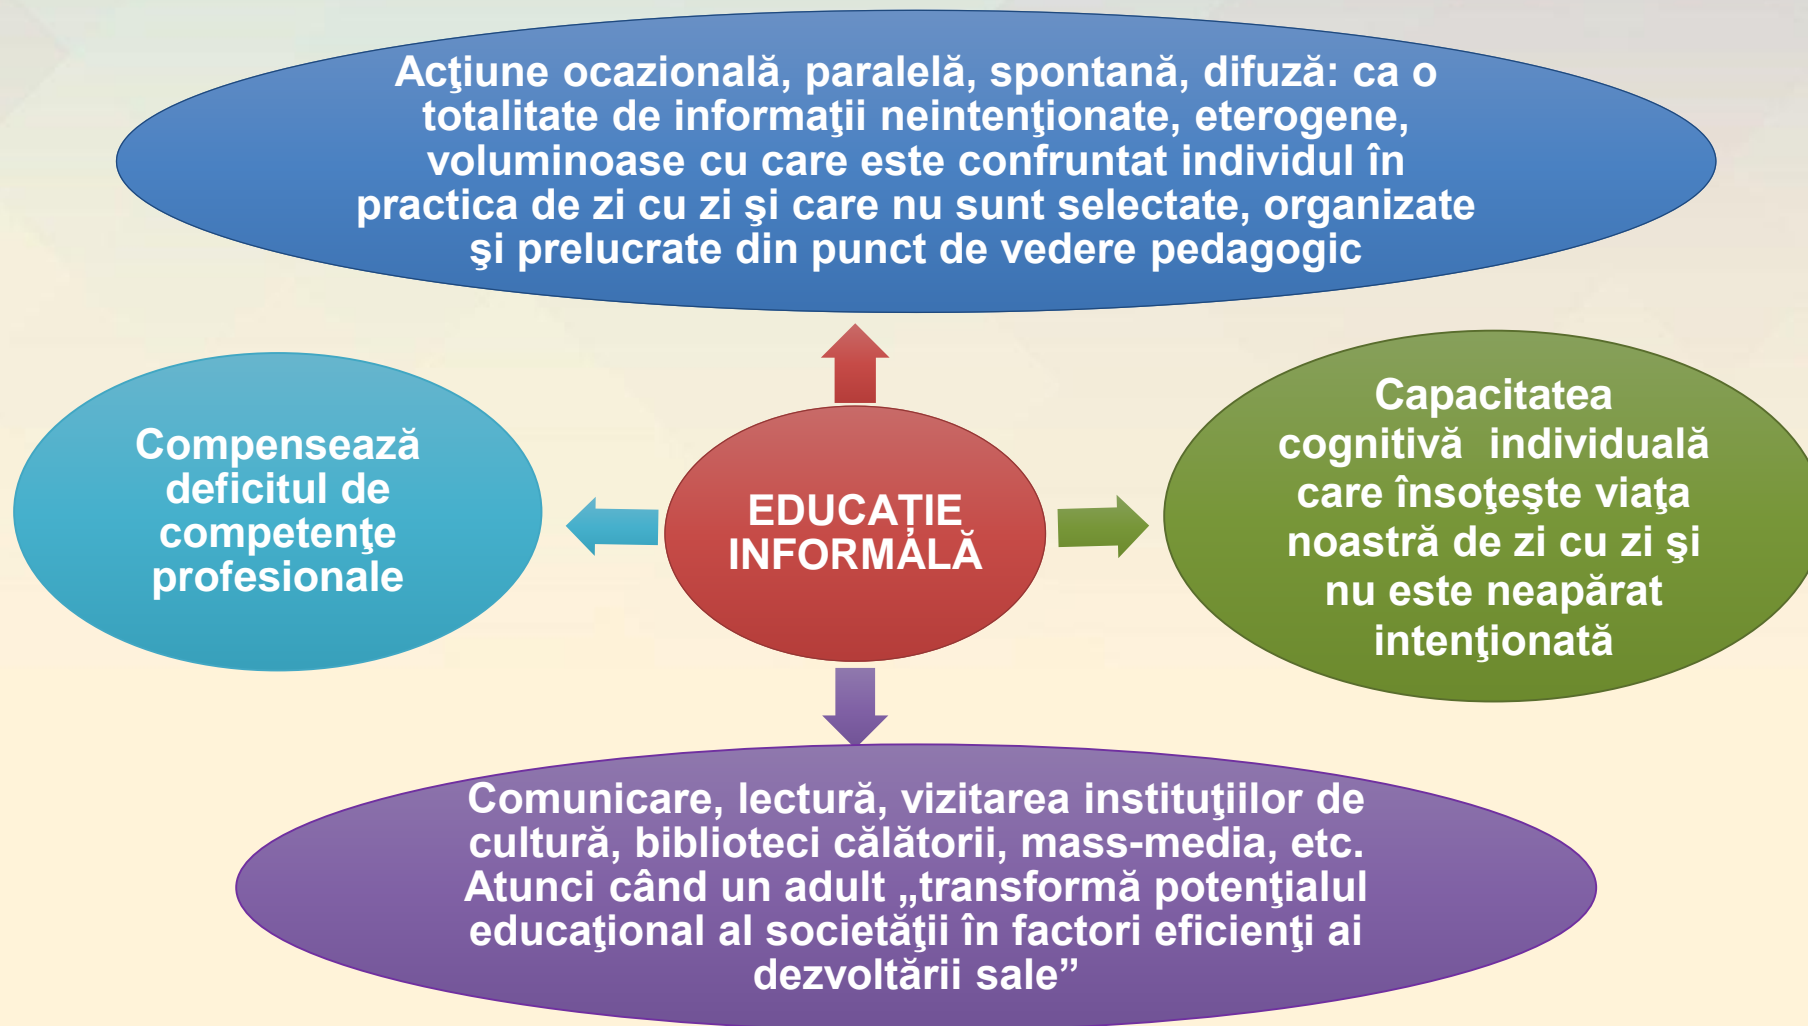 Acţiune ocazională, paralelă, spontană, difuză: ca o
totalitate de informaţii neintenţionate, eterogene,
voluminoase cu care este confruntat individul în
practica de zi cu zi şi care nu sunt selectate, organizate
şi prelucrate din punct de vedere pedagogic
Compensează
deficitul de
competenţe
profesionale
EDUCAȚIE
INFORMALĂ
Capacitatea
cognitivă individuală
care însoţeşte viaţa
noastră de zi cu zi şi
nu este neapărat
intenţionată
Comunicare, lectură, vizitarea instituţiilor de
cultură, biblioteci călătorii, mass-media, etc.
Atunci când un adult „transformă potenţialul
educaţional al societăţii în factori eficienţi ai
dezvoltării sale”